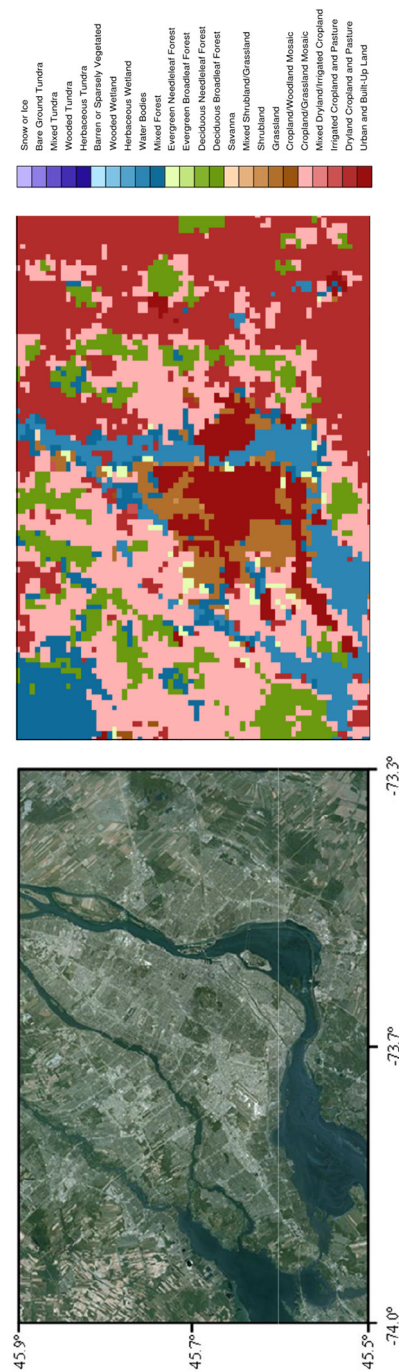 Snow or Ice
Bare Ground Tundra
Mixed Tundra
Wooded Tundra
Herbaceous Tundra
Barren or Sparsely Vegetated
Wooded Wetland
Herbaceous Wetland
Water Bodies
Mixed Forest
Evergreen Needleleaf Forest
Evergreen Broadleaf Forest
Deciduous Needleleaf Forest
Deciduous Broadleaf Forest
Savanna
Mixed Shrubland/Grassland
Shrubland
Grassland
Cropland/Woodland Mosaic
Cropland/Grassland Mosaic
Mixed Dryland/Irrigated Cropland
Irrigated Cropland and Pasture
Dryland Cropland and Pasture
Urban and Built-Up Land
45.9°
45.7°
45.5°
-74.0°
-73.7°
-73.3°